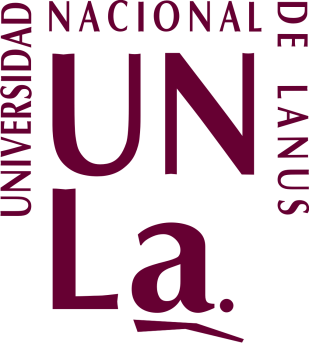 UNIVERSIDAD
NACIONAL
DE LANUS
UN
La.